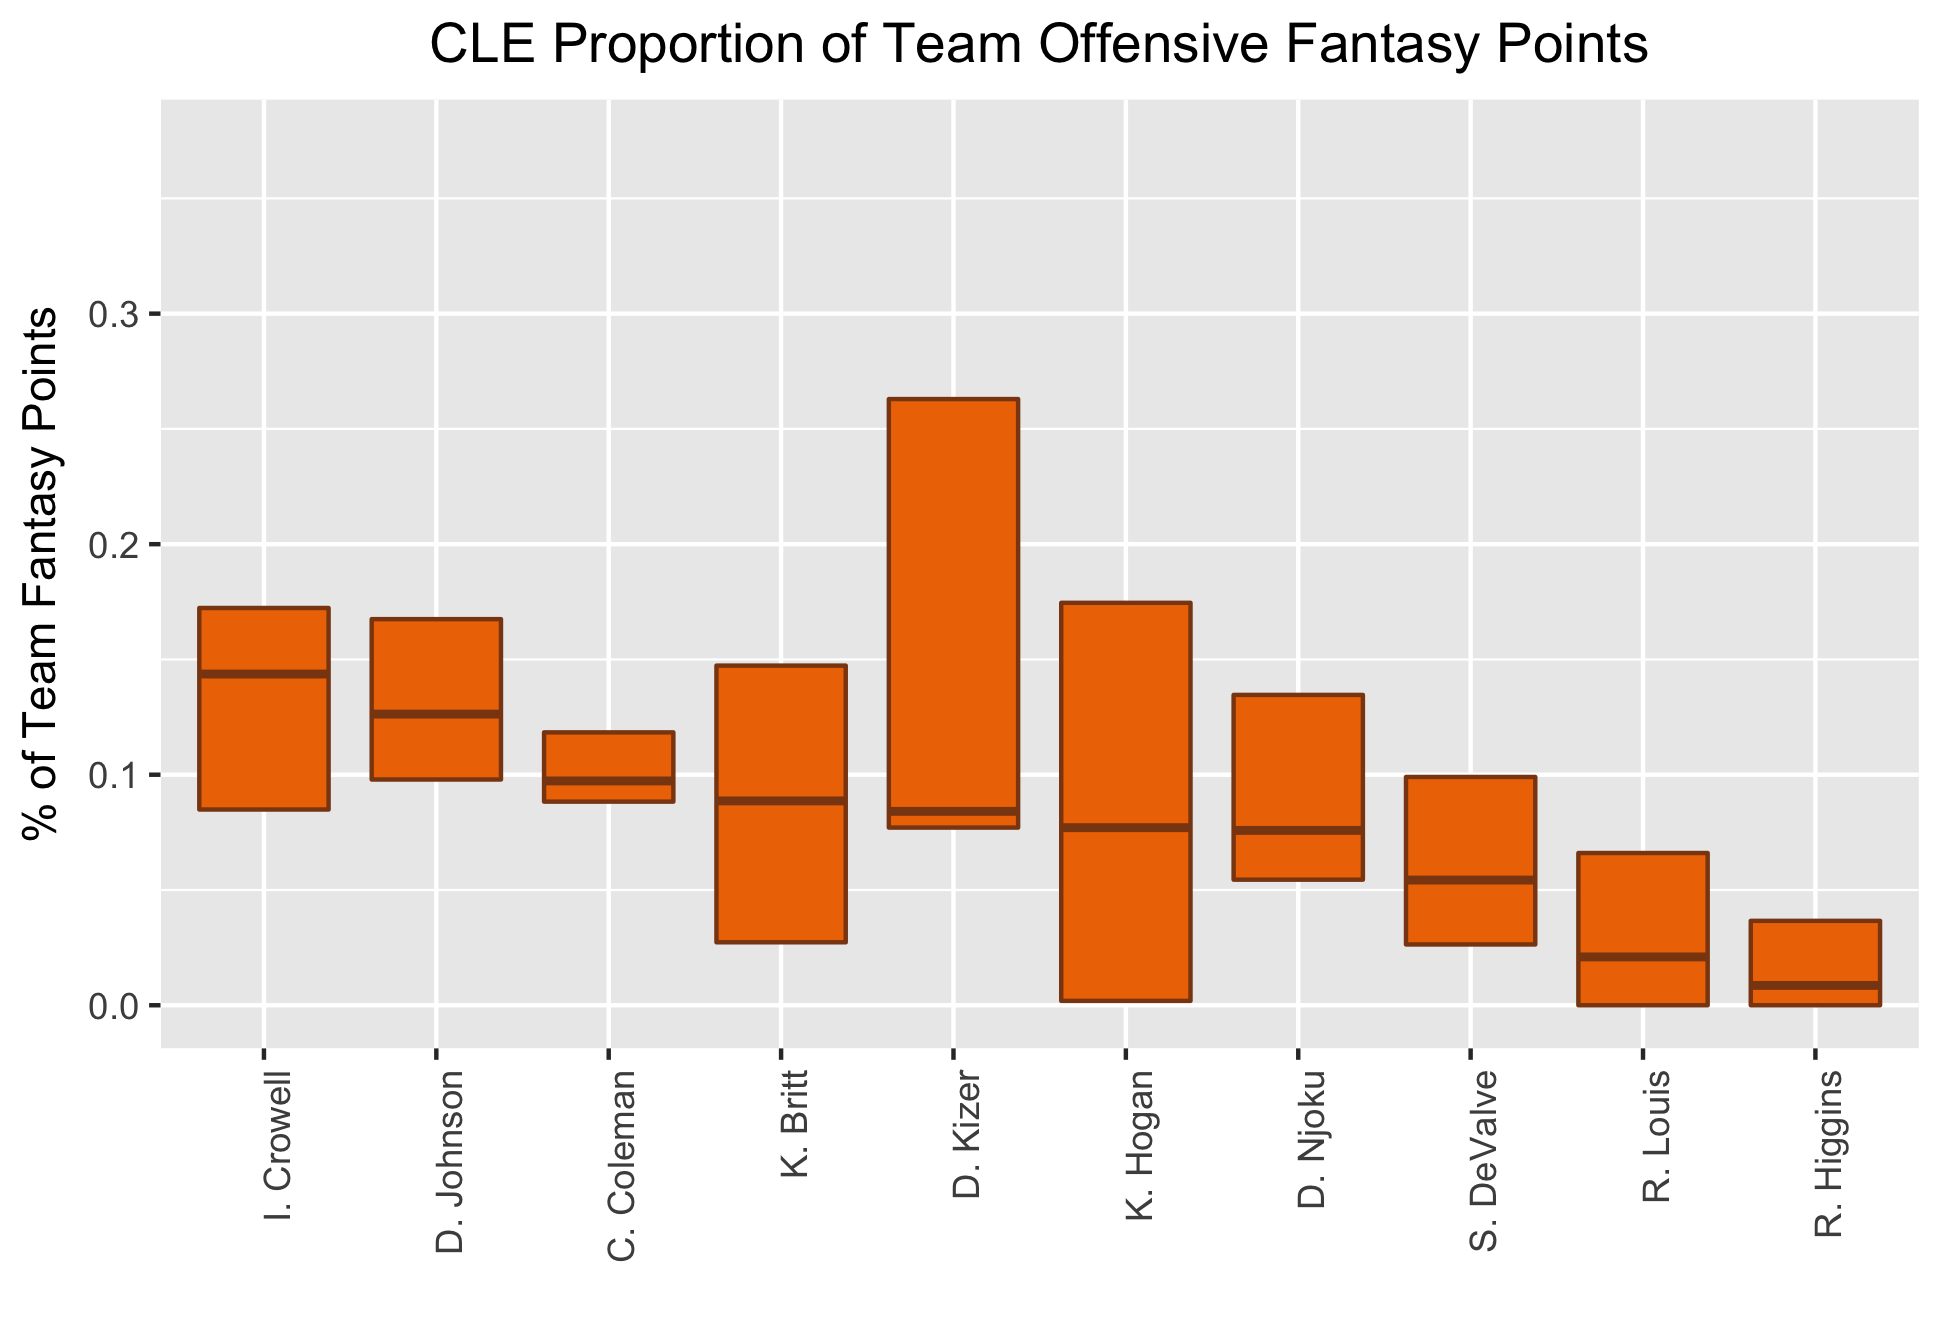 CLE Proportion of Team Offensive Fantasy Points
% of Team Fantasy Points
0.3
0.2
0.1
0.0
I. Crowell
D. Johnson
C. Coleman
K. Britt
D. Kizer
K. Hogan
D. Njoku
S. DeValve
R. Louis
R. Higgins